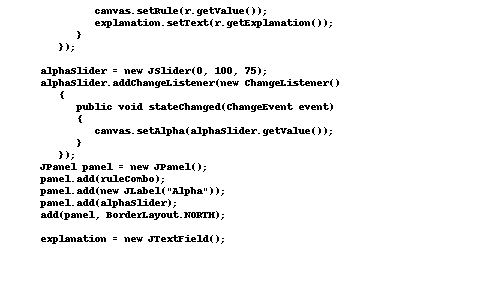 canvas.setRule(r.getValue());
explanation.setText(r.getExplanation());
}
});
alphaSlider = new JSlider(0, 100, 75);
alphaSlider.addChangeListener(new ChangeListener()
{
public void stateChanged(ChangeEvent event)
{
canvas.setAlpha(alphaSlider.getValue());
}
});
JPanel panel = new JPanel();
panel.add(ruleCombo);
panel.add(new JLabel("Alpha"));
panel.add(alphaSlider);
add(panel, BorderLayout.NORTH);
explanation = new JTextField();